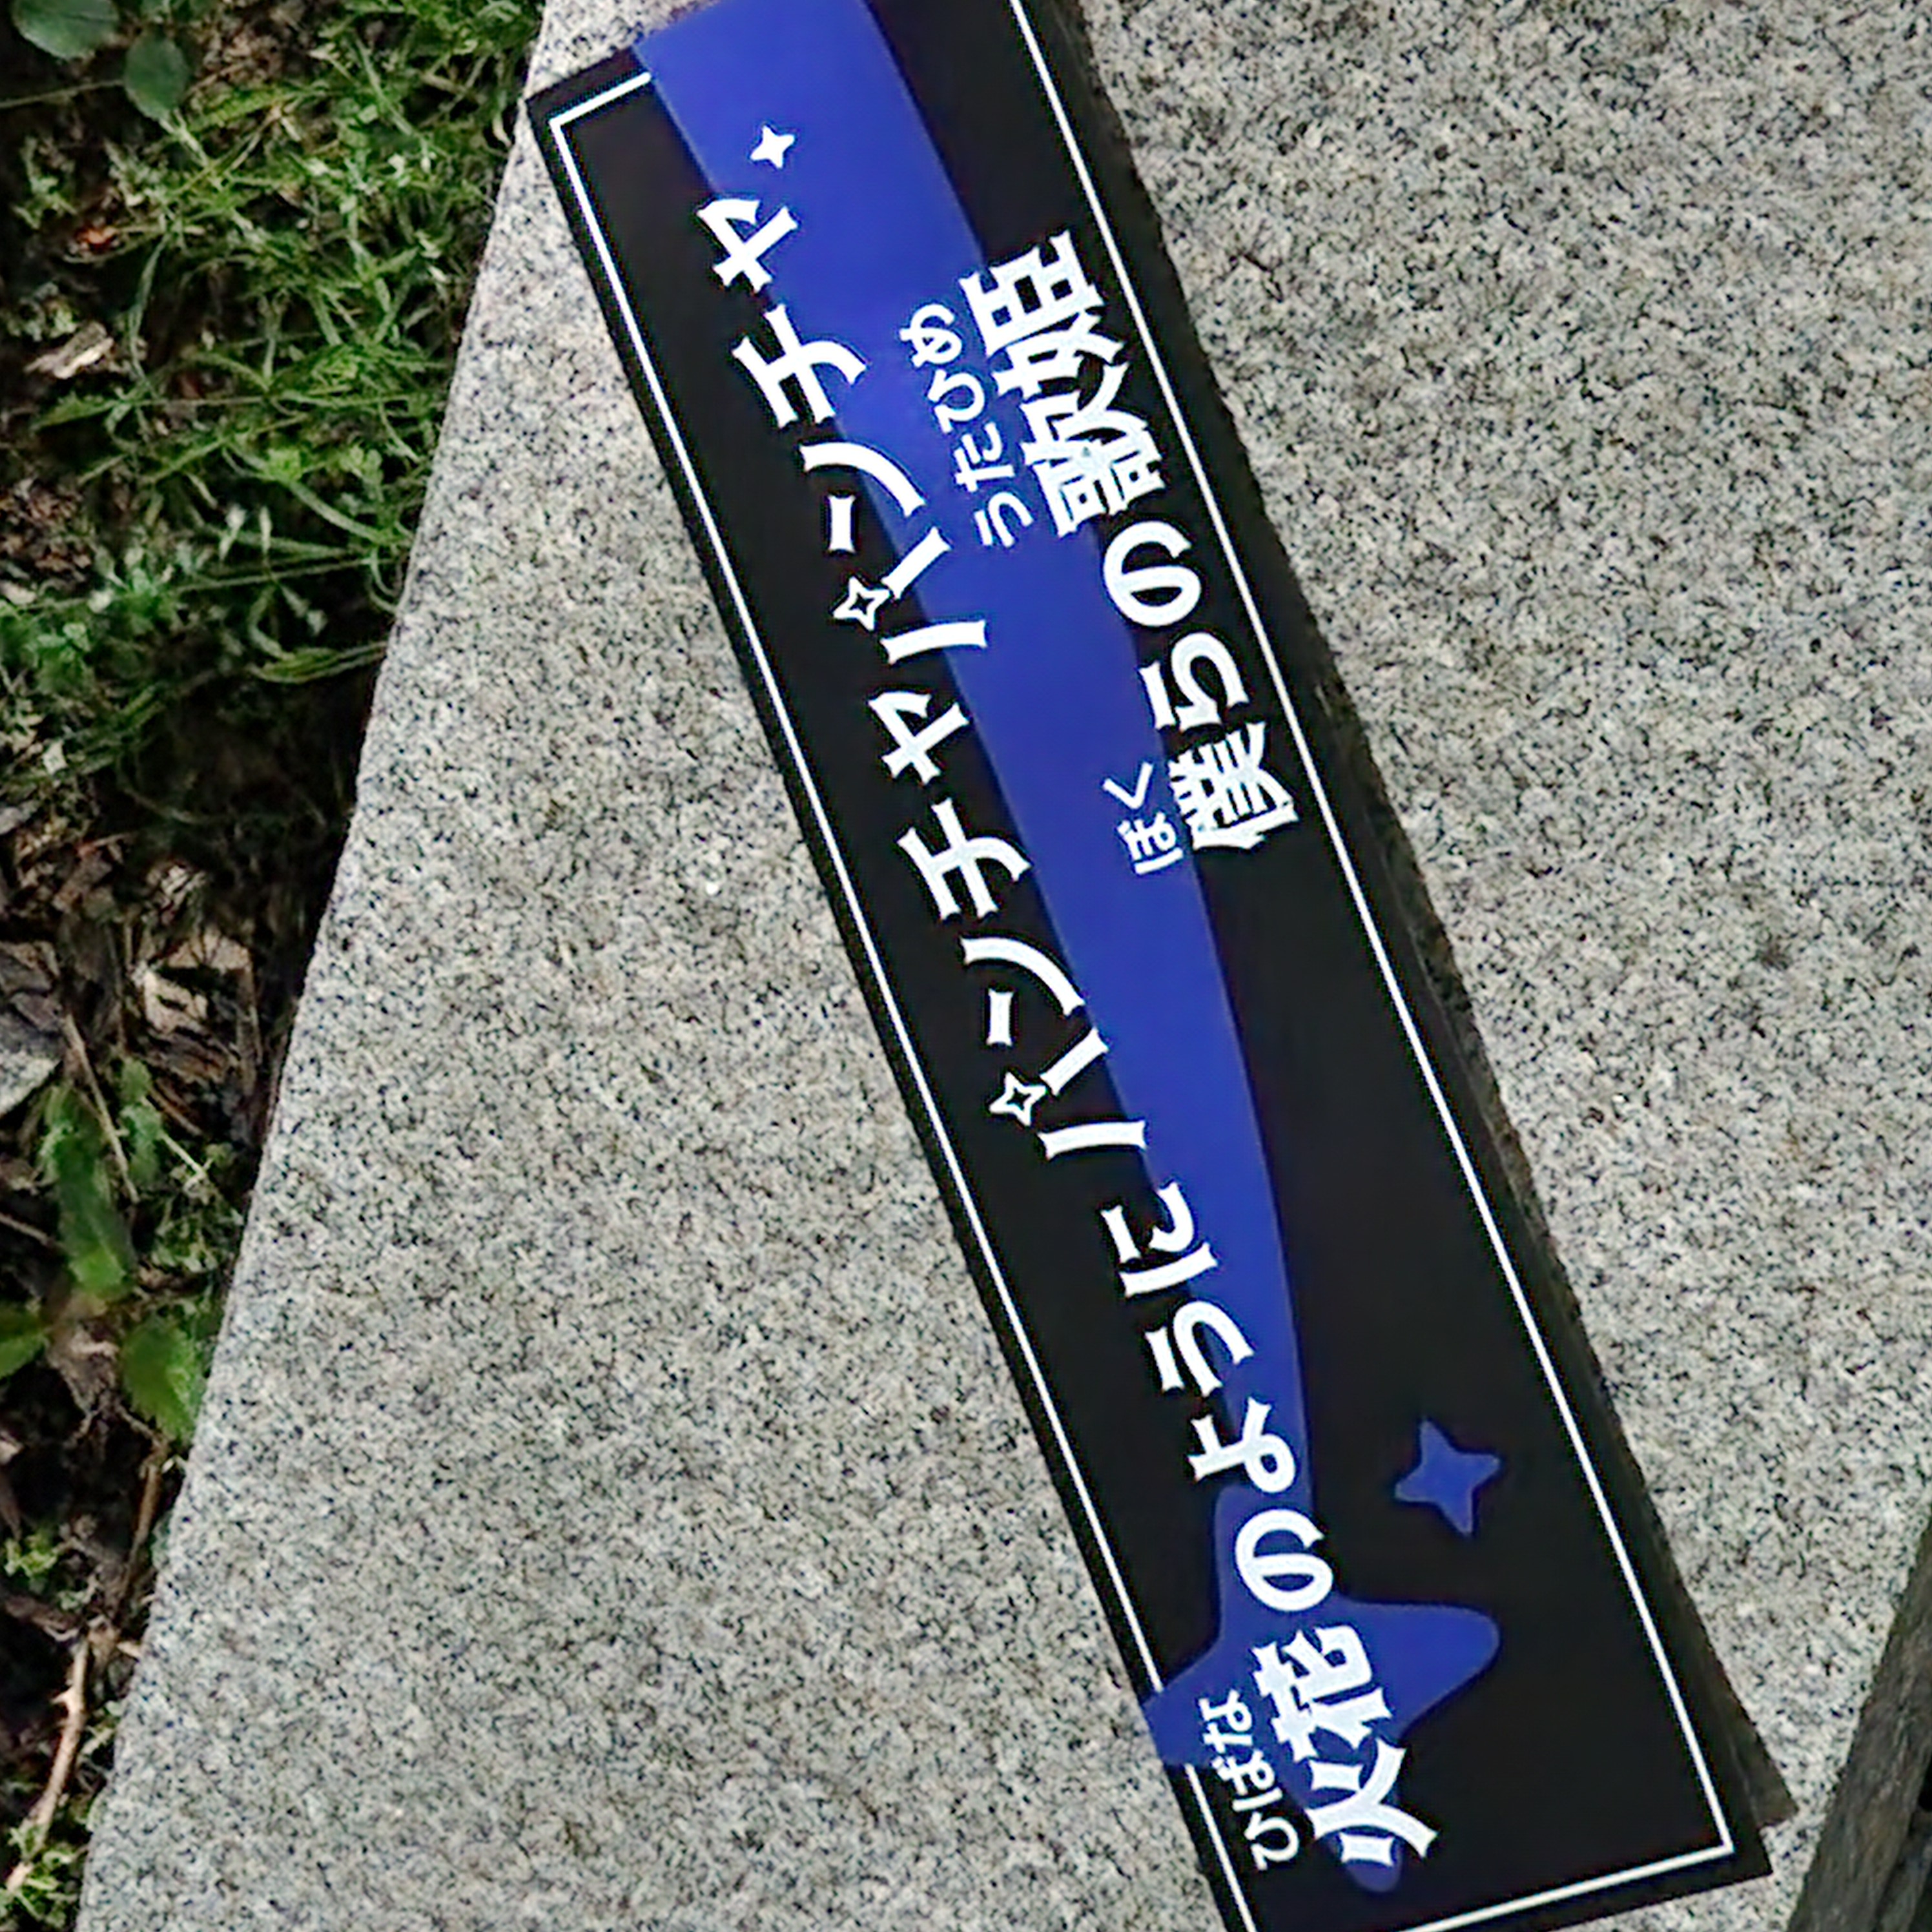 ひばな
火花のようにパンチャパンチャ
ぼく うたひめ
僕らの歌姫